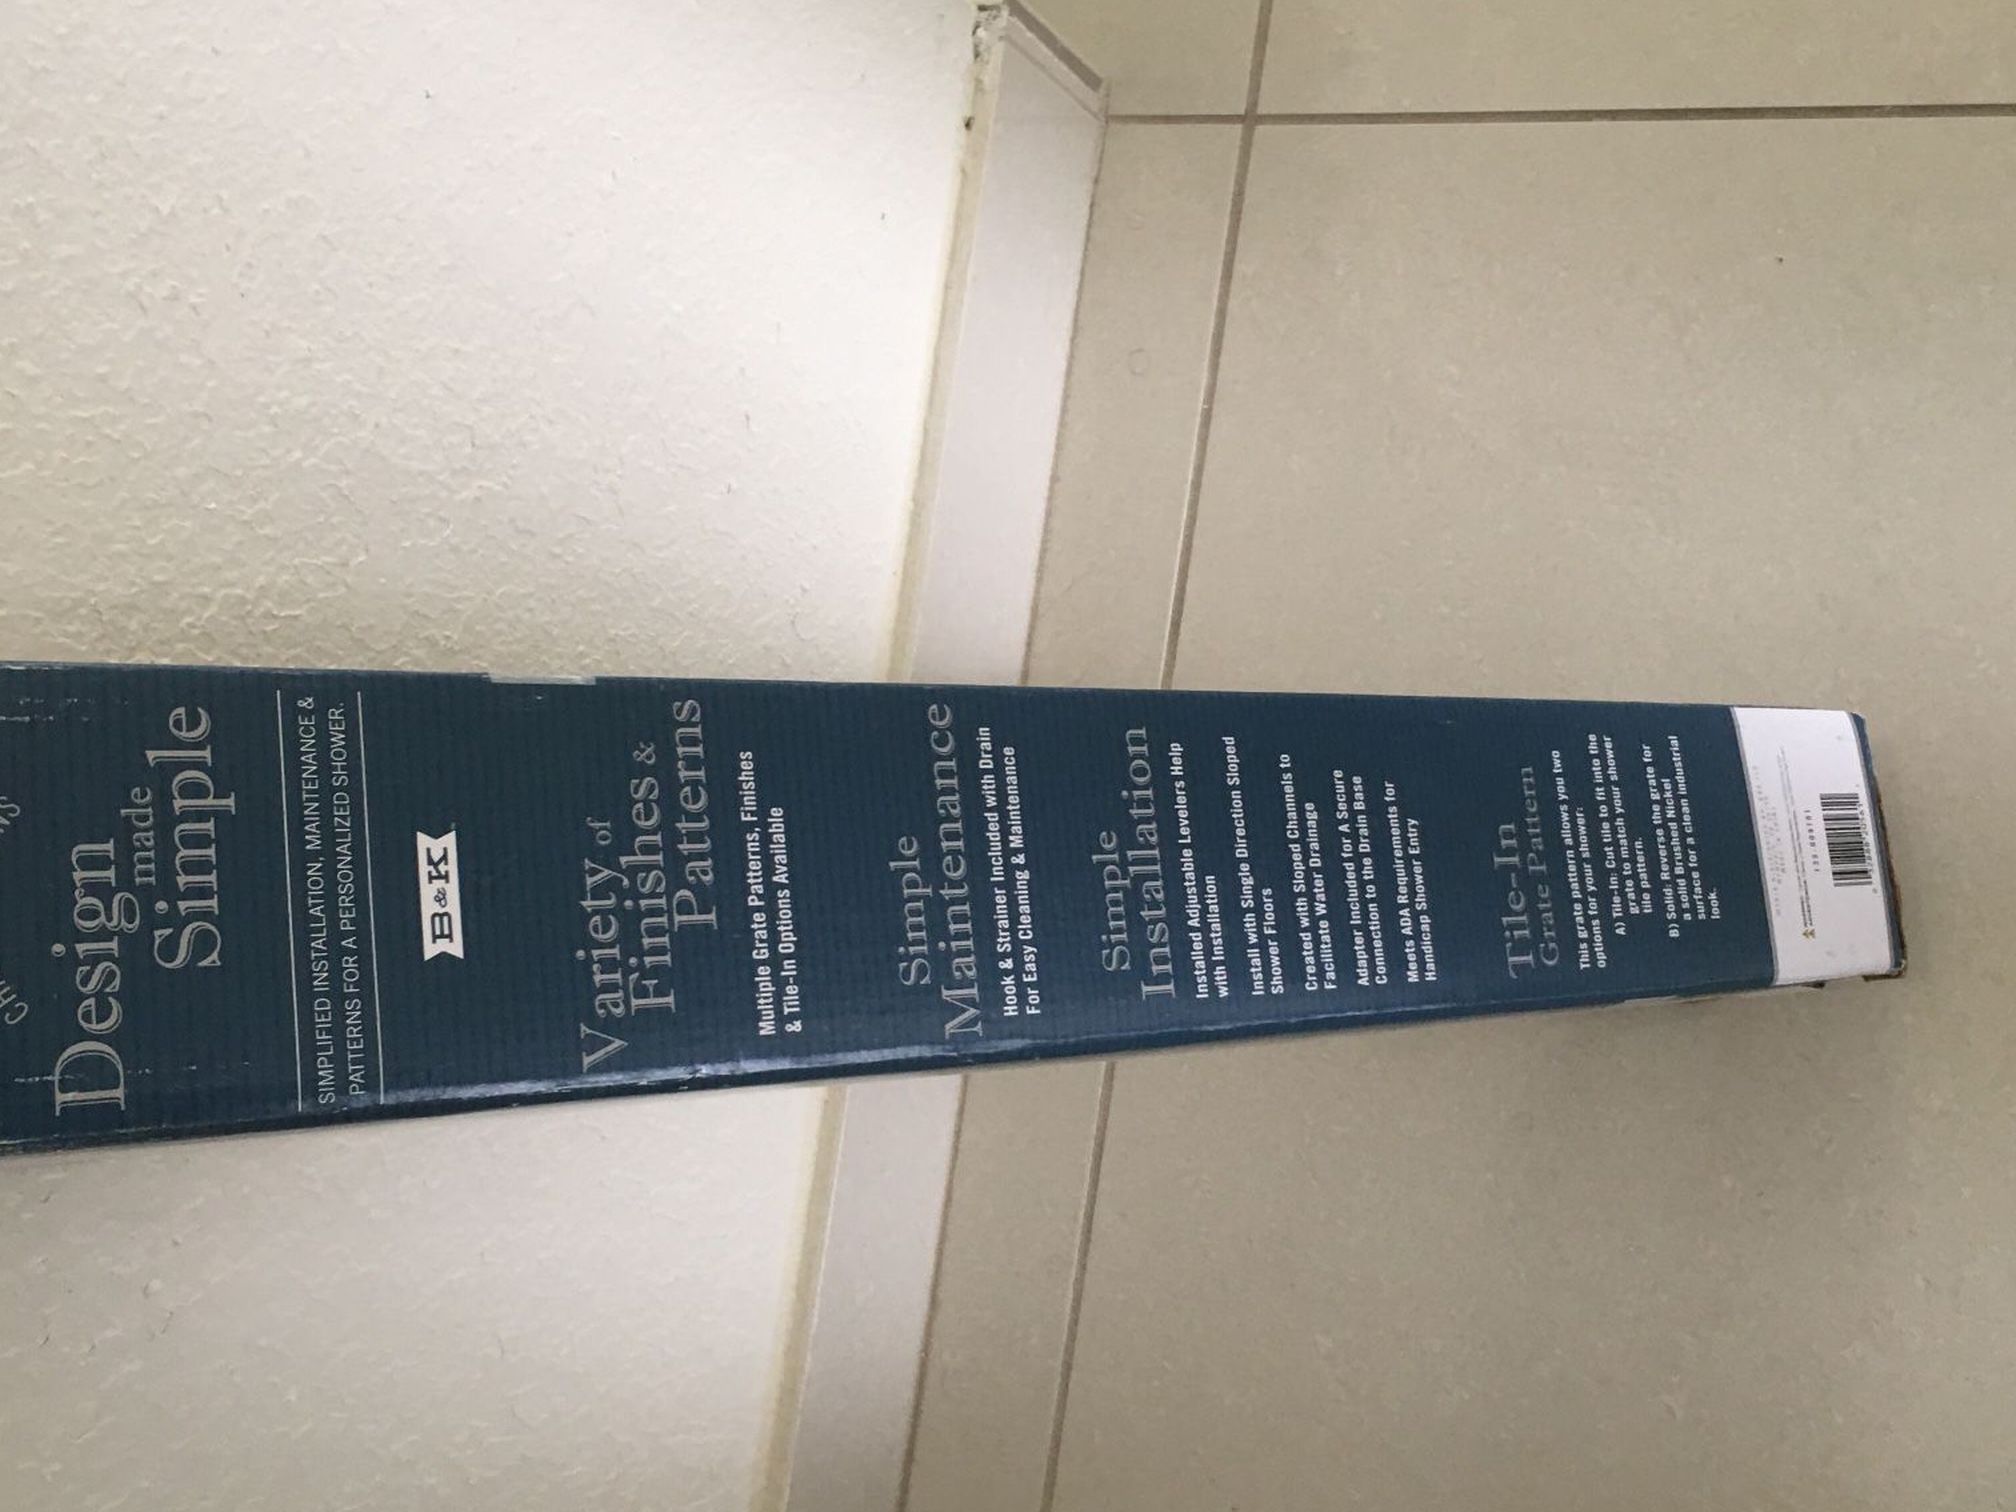 Design
made
Simple
SIMPLIFIED INSTALLATION, MAINTENANCE &
PATTERNS FOR A PERSONALIZED SHOWER.
B&K
Variety of
Finishes &
Patterns
Multiple Grate Patterns, Finishes
& Tile-In Options Available
Simple
Maintenance
Hook & Strainer Included with Drain
For Easy Cleaning & Maintenance
Simple
Installation
Installed Adjustable Levelers Help
with Installation
Install with Single Direction Sloped
Shower Floors
Created with Sloped Channels to
Facilitate Water Drainage
Adapter Included for A Secure
Connection to the Drain Base
Meets ADA Requirements for
Handicap Shower Entry
Tile-In
Grate Pattern
This grate pattern allows you two
options for your shower:
A) Tile-In: Cut tile to fit into the
grate to match your shower
tile pattern.
B) Solid: Reverse the grate for
a solid Brushed Nickel
surface for a clean industrial
look.